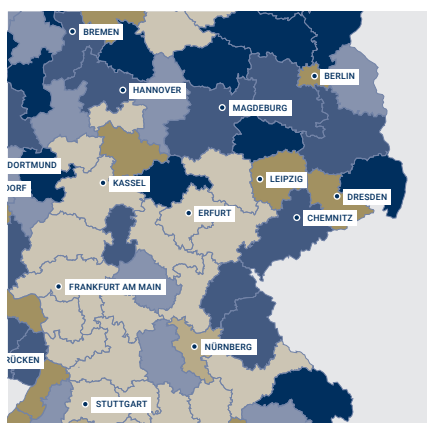 BREMEN
BERLIN
HANNOVER
MAGDEBURG
DORTMUND
LEIPZIG
KASSEL
DORF
DRESDEN
ERFURT
CHEMNITZ
FRANKFURT AM MAIN
NÜRNBERG
RÜCKEN
STUTTGART